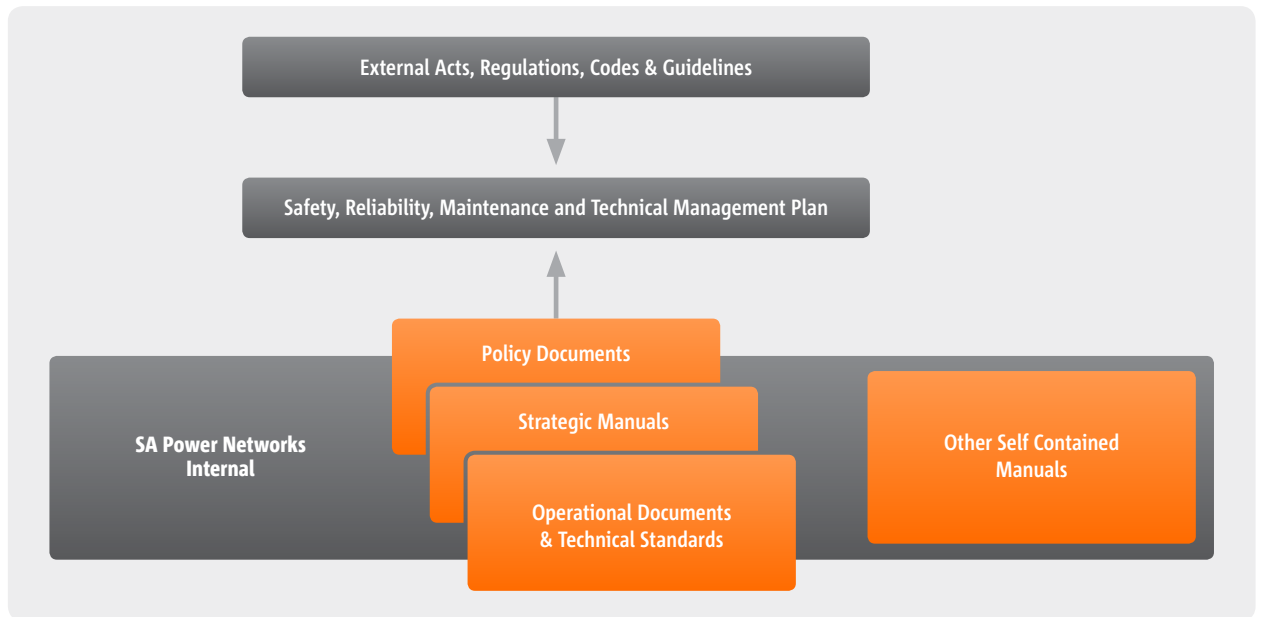 External Acts, Regulations, Codes & Guidelines
Safety, Reliability, Maintenance and Technical Management Plan
Policy Documents
Strategic Manuals
SA Power Networks
Internal
Operational Documents
& Technical Standards
Other Self Contained
Manuals